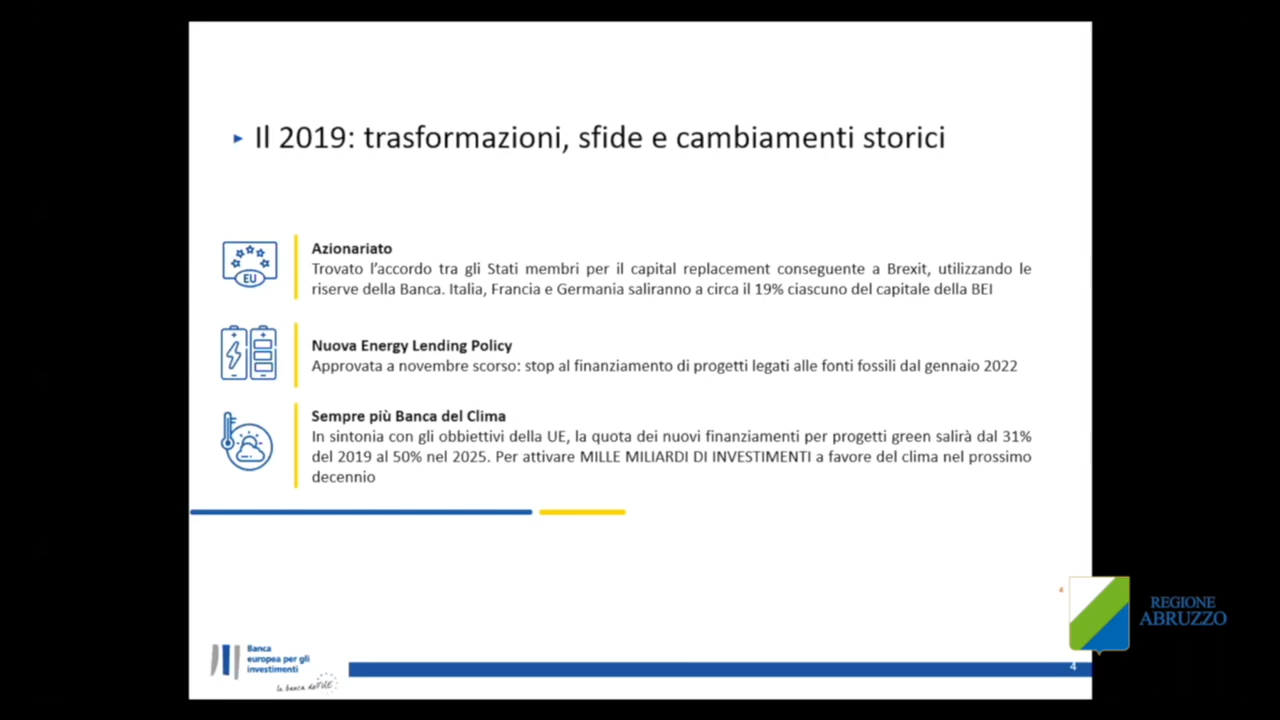 Il 2019: trasformazioni, sfide e cambiamenti storici
EU
Azionariato
Trovato l'accordo tra gli Stati membri per il capital replacement conseguente a Brexit, utilizzando le
riserve della Banca. Italia, Francia e Germania saliranno a circa il 19% ciascuno del capitale della BEI
Nuova Energy Lending Policy
Approvata a novembre scorso: stop al finanziamento di progetti legati alle fonti fossili dal gennaio 2022
Sempre più Banca del Clima
In sintonia con gli obbiettivi della UE, la quota dei nuovi finanziamenti per progetti green salirà dal 31%
del 2019 al 50% nel 2025. Per attivare MILLE MILIARDI DI INVESTIMENTI a favore del clima nel prossimo
decennio
4
REGIONE
ABRUZZO
Banca
europea per gli
investimenti
la banca dell'UE
4